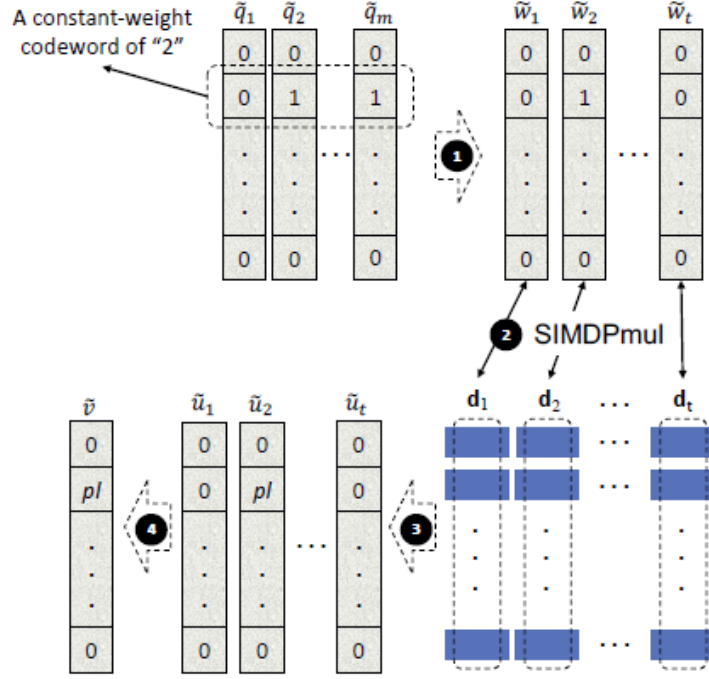 A constant-weight
codeword of “2”
q̃₁ q̃₂ q̃ₘ
0 0 0
0 1 1
. . .
. . . . . .
. . .
0 0 0
1
w̃₁ w̃₂ w̃ₜ
0 0 0
0 1 0
. . .
. . . . . .
. . .
0 0 0
2 SIMDPmul
d₁ d₂ . . . dₜ
. . .
. . .
. . .
. . .
. . .
. . .
3
ũ₁ ũ₂ ũₜ
0 0 0
0 pl 0
. . .
. . . . . .
. . .
0 0 0
4
ṽ
0
pl
.
.
.
0